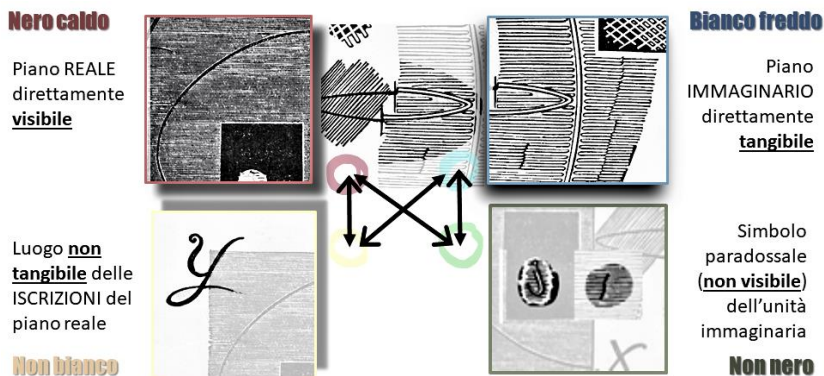 Nero caldo
Piano REALE
direttamente
visibile
Bianco freddo
Piano
IMMAGINARIO
direttamente
tangibile
Luogo non
tangibile delle
ISCRIZIONI del
piano reale
Non bianco
y
x
Simbolo
paradossale
(non visibile)
dell'unità
immaginaria
Non nero